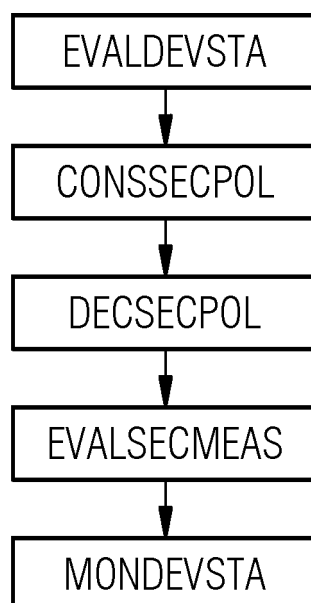 EVALDEVSTA
CONSSECPOL
DECSECPOL
EVALSECMEAS
MONDEVSTA